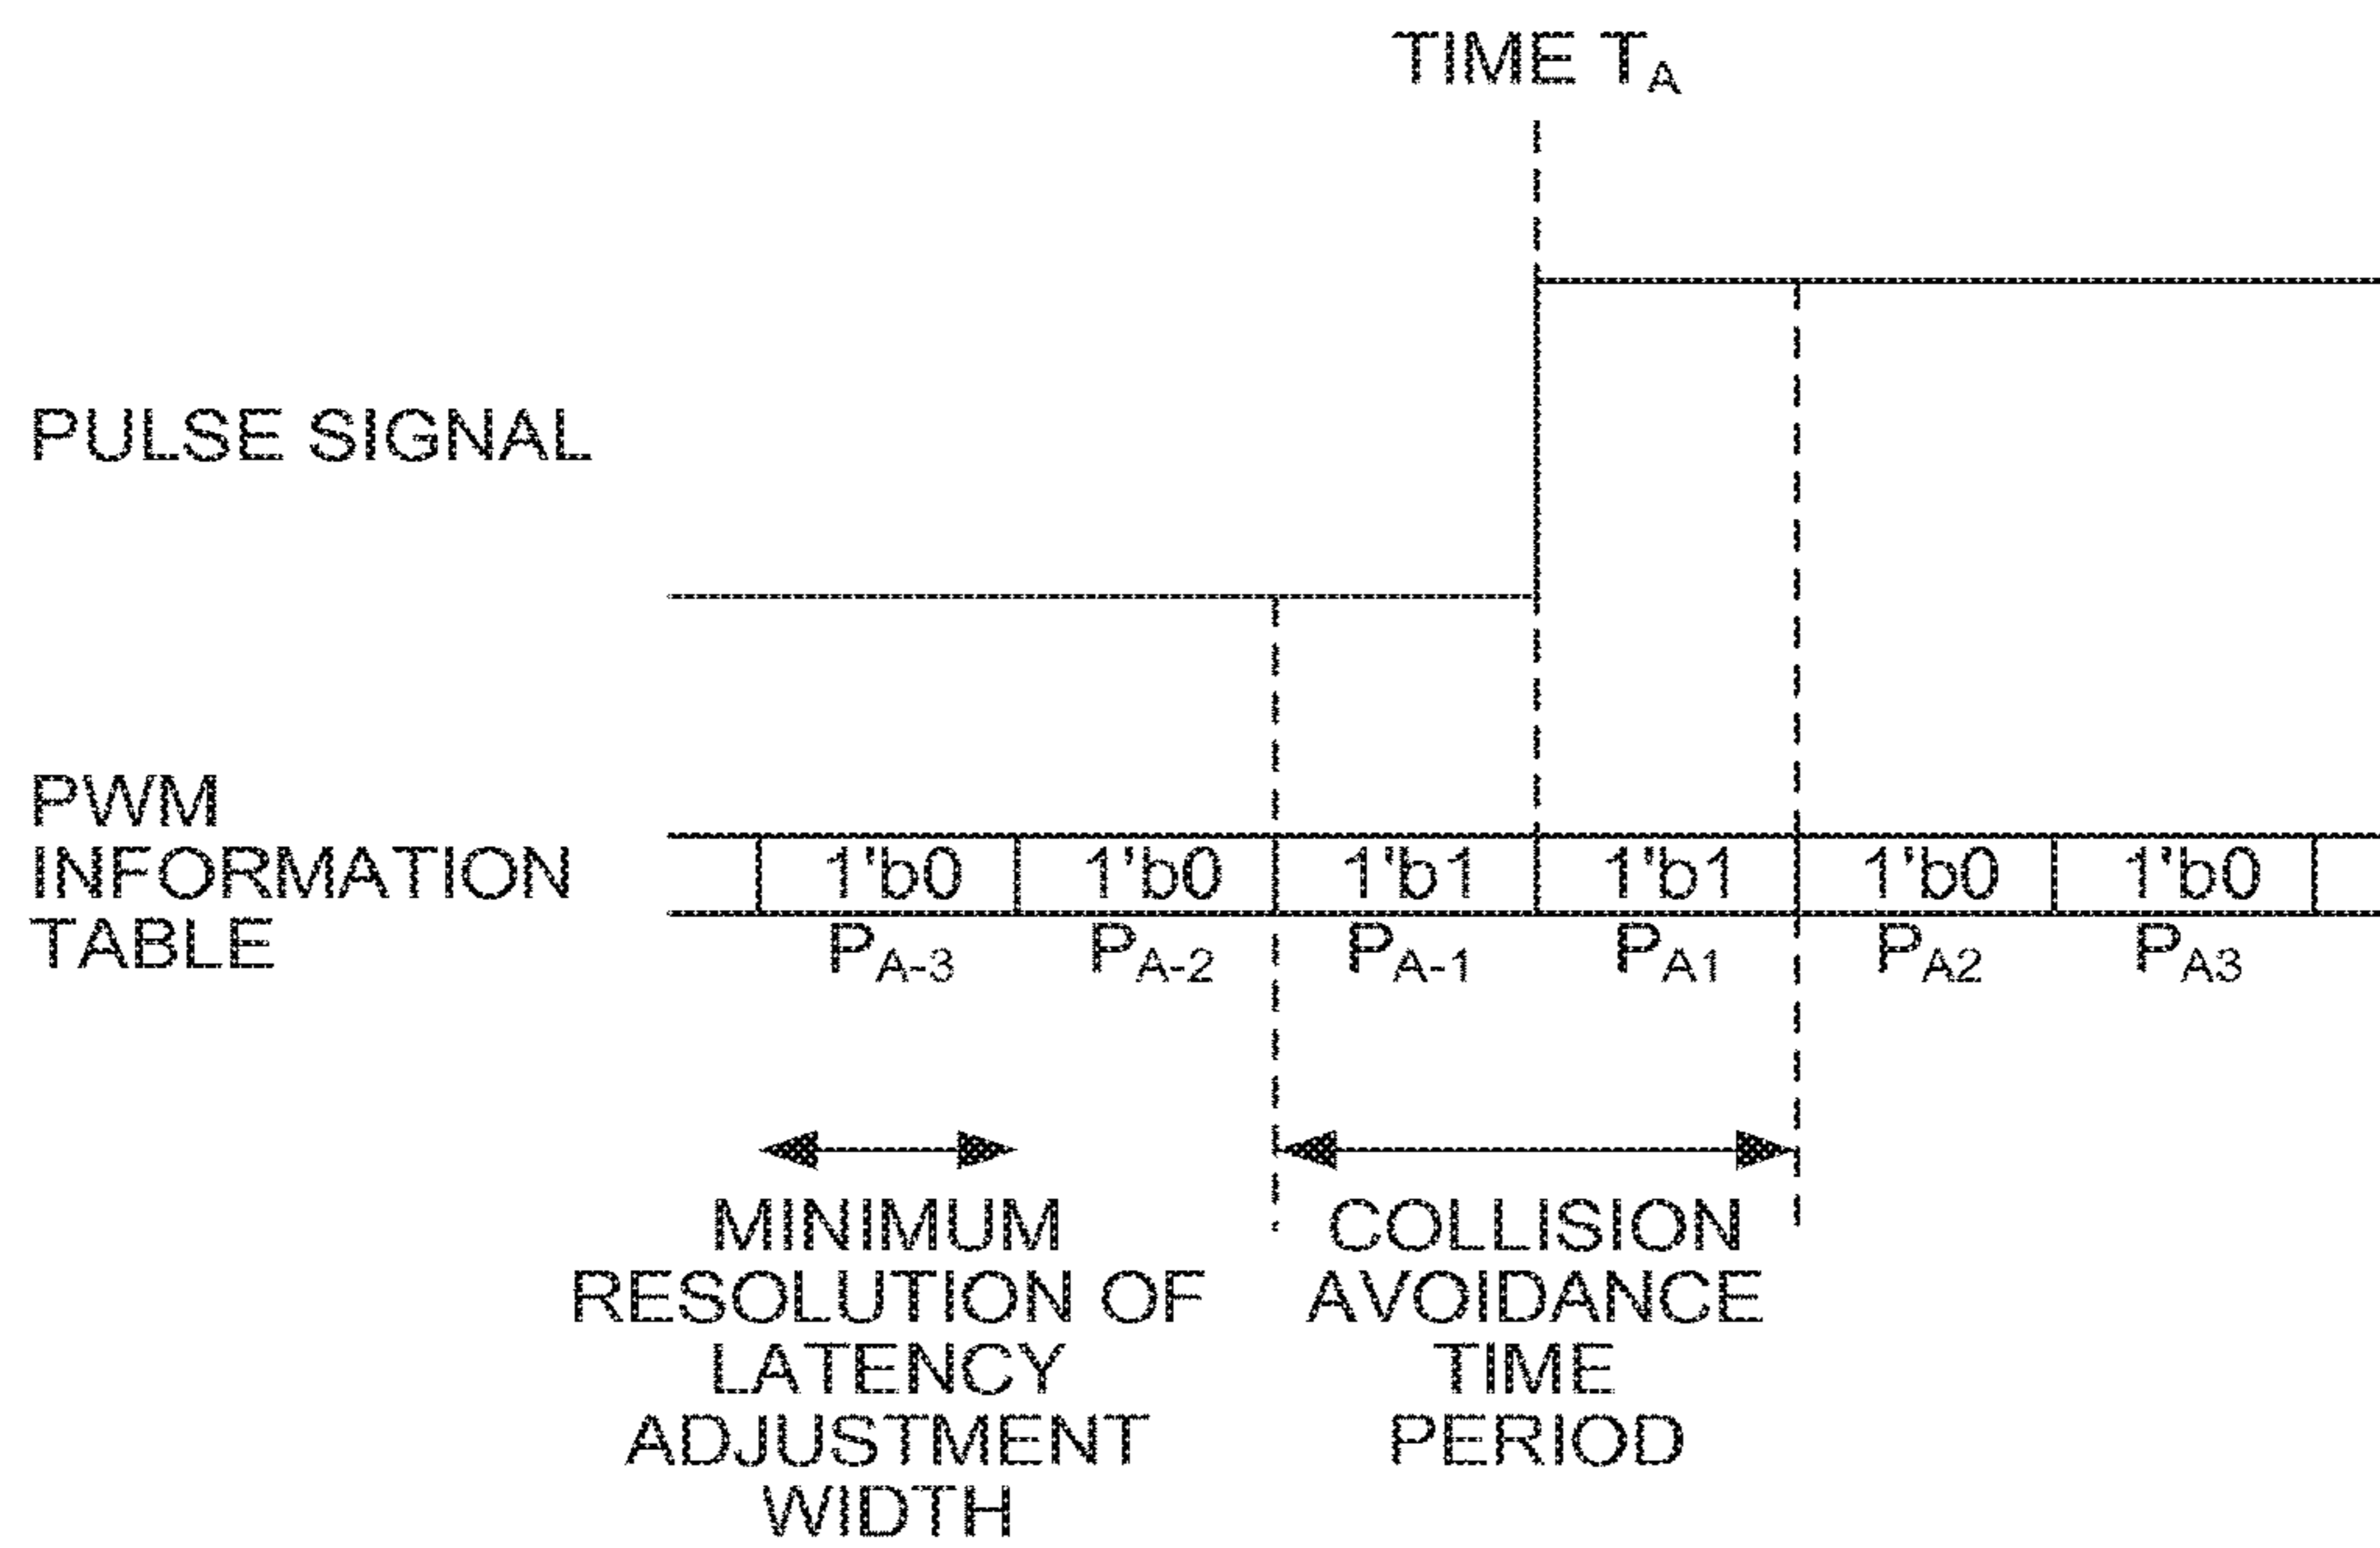 TIME TA
PULSE SIGNAL
PWM
INFORMATION
TABLE
1'b0 1'b0 1'b1 1'b1 1'b0 1'b0
PA-3 PA-2 PA-1 PA1 PA2 PA3
MINIMUM
RESOLUTION OF
LATENCY
ADJUSTMENT
WIDTH
COLLISION
AVOIDANCE
TIME
PERIOD